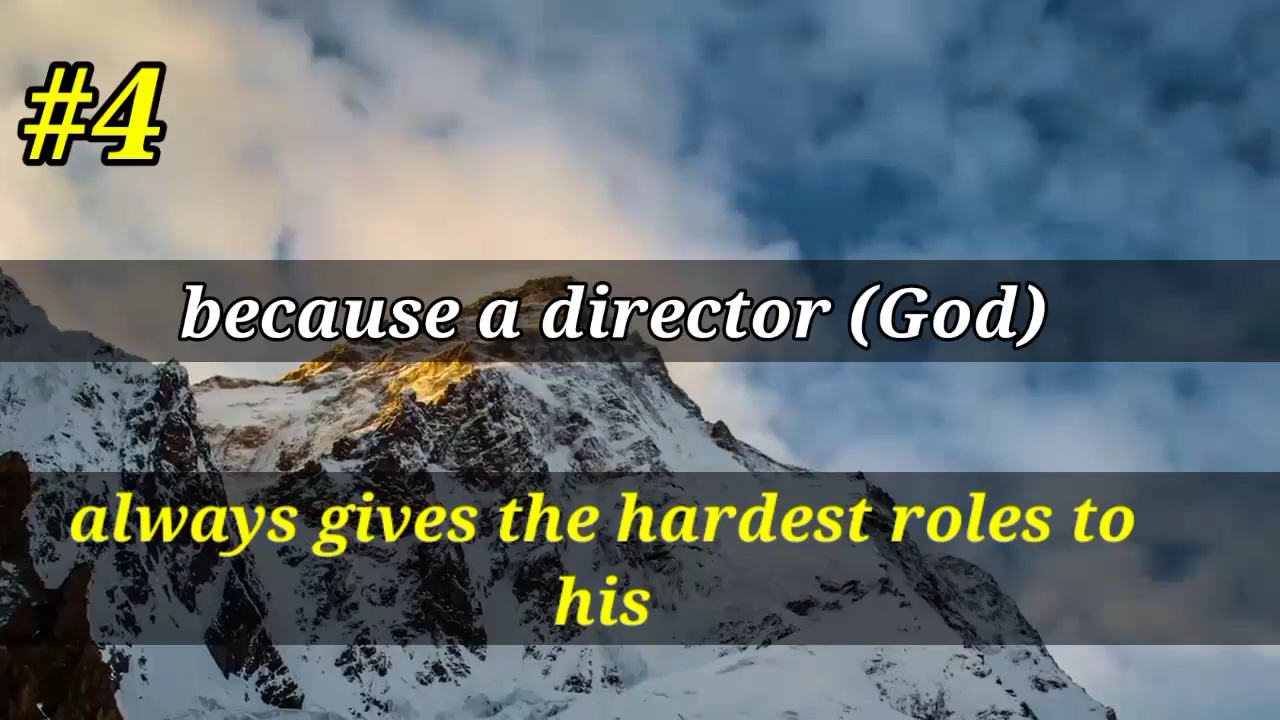 #4
because a director (God)
always gives the hardest roles to
his